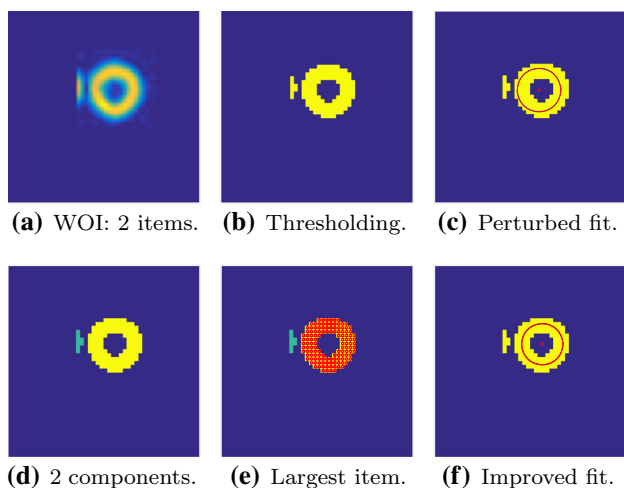 (a) WOI: 2 items. (b) Thresholding. (c) Perturbed fit.
(d) 2 components. (e) Largest item. (f) Improved fit.